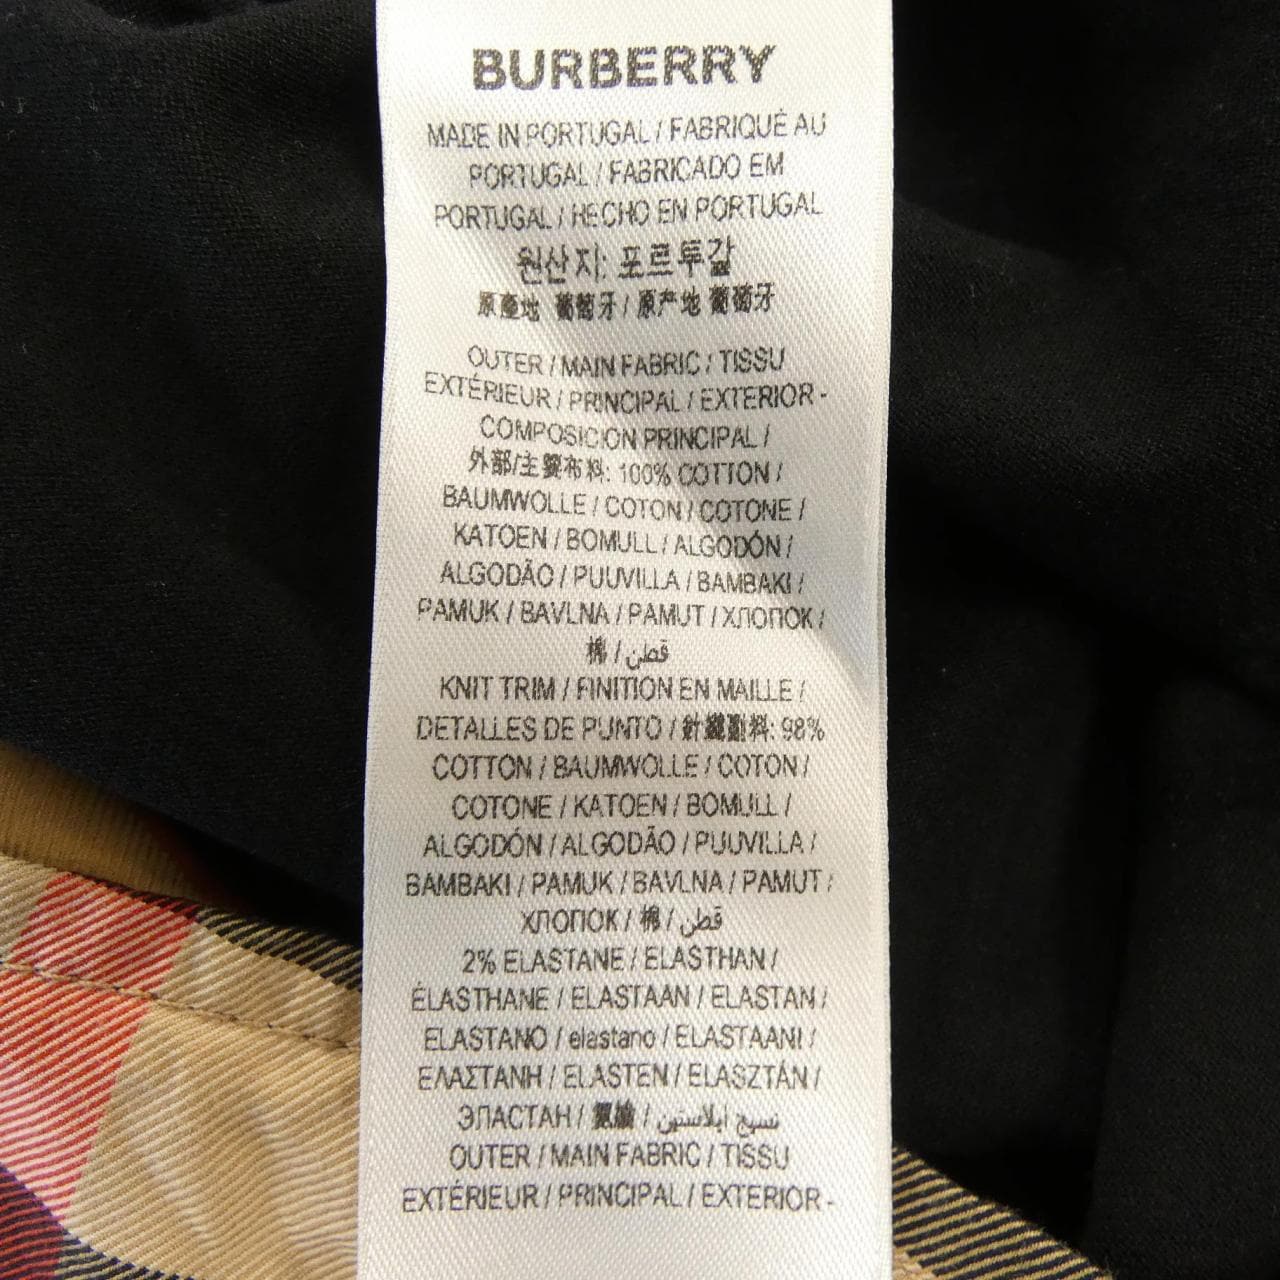 BURBERRY
MADE IN PORTUGAL / FABRIQUÉ AU
PORTUGAL / FABRICADO EM
PORTUGAL / HECHO EN PORTUGAL
원산지: 포르투갈
原產地 葡萄牙 / 原产地 葡萄牙
OUTER / MAIN FABRIC / TISSU
EXTÉRIEUR / PRINCIPAL / EXTERIOR -
COMPOSICION PRINCIPAL /
外部/主要布料: 100% COTTON /
BAUMWOLLE / COTON / COTONE /
KATOEN / BOMULL / ALGODÓN /
ALGODÃO / PUUVILLA / BAMBAKI /
PAMUK / BAVLNA / PAMUT / ХЛОПОК /
棉 / قطن
KNIT TRIM / FINITION EN MAILLE /
DETALLES DE PUNTO / 針織副料: 98%
COTTON / BAUMWOLLE / COTON /
COTONE / KATOEN / BOMULL /
ALGODÓN / ALGODÃO / PUUVILLA /
BAMBAKI / PAMUK / BAVLNA / PAMUT /
ХЛОПОК / 棉 / قطن
2% ELASTANE / ELASTHAN /
ÉLASTHANE / ELASTAAN / ELASTAN /
ELASTANO / elastano / ELASTAANI /
ΕΛΑΣΤΑΝΗ / ELASTEN / ELASZTÁN /
ЭЛАСТАН / 氨綸 / نسيج إيلاستين
OUTER / MAIN FABRIC / TISSU
EXTÉRIEUR / PRINCIPAL / EXTERIOR -